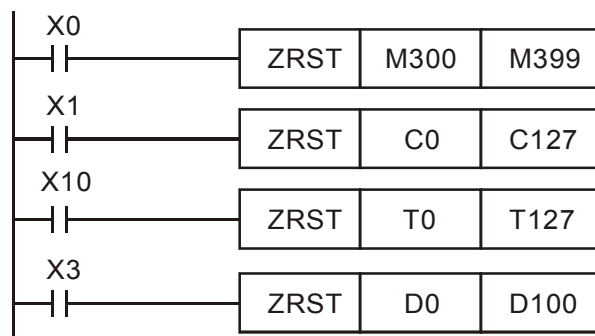 X0
ZRST M300 M399
X1
ZRST C0 C127
X10
ZRST T0 T127
X3
ZRST D0 D100